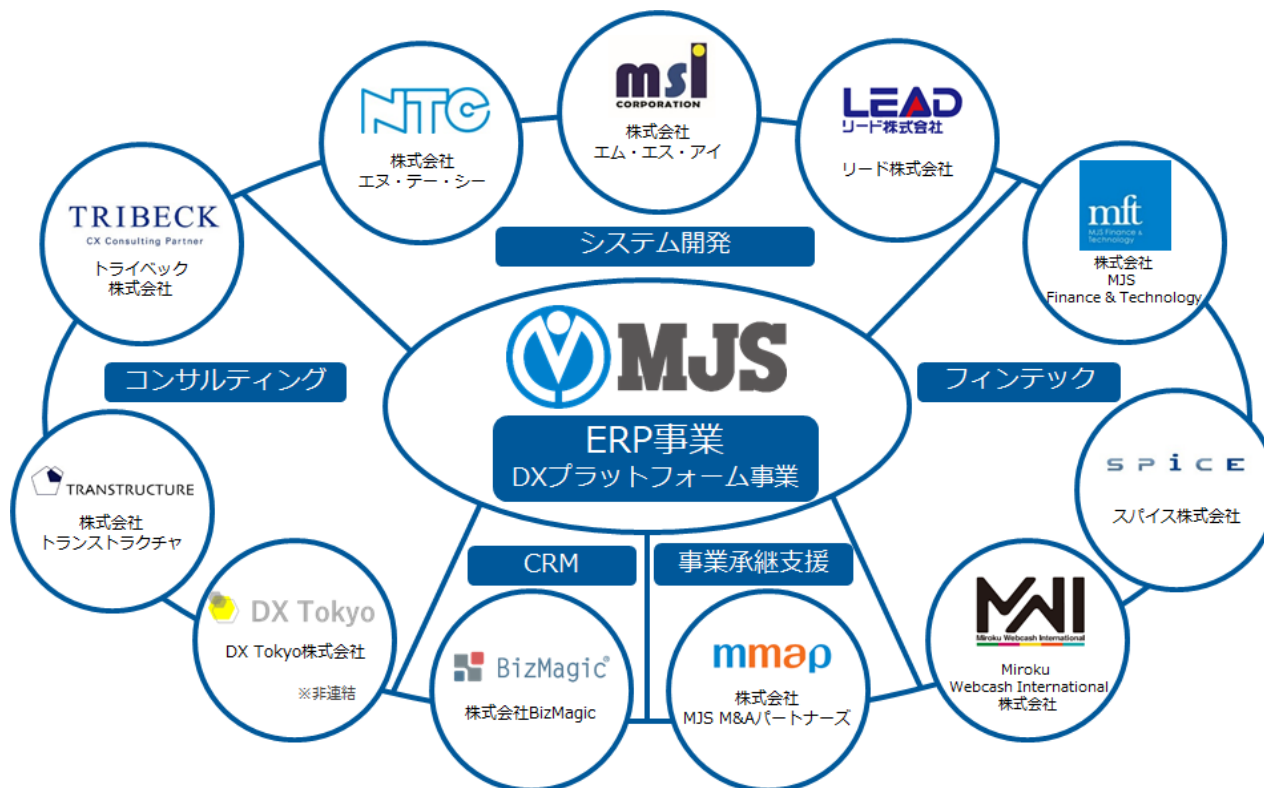 NTC
株式会社
エヌ・テー・シー
msi
CORPORATION
株式会社
エム・エス・アイ
LEAD
リード株式会社
リード株式会社
TRIBECK
CX Consulting Partner
トライベック
株式会社
mft
MJS Finance &
Technology
株式会社
MJS
Finance & Technology
システム開発
MJS
ERP事業
DXプラットフォーム事業
コンサルティング
フィンテック
TRANSTRUCTURE
株式会社
トランストラクチャ
SPiCE
スパイス株式会社
CRM
事業承継支援
DX Tokyo
DX Tokyo株式会社
※非連結
BizMagic®
株式会社BizMagic
mmap
株式会社
MJS M&Aパートナーズ
MWI
Miroku Webcash International
Miroku
Webcash International
株式会社